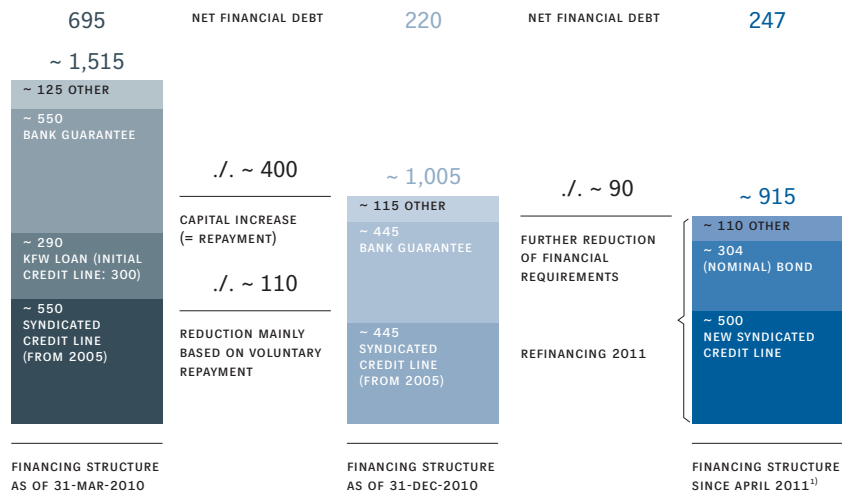 695
NET FINANCIAL DEBT
220
NET FINANCIAL DEBT
247
~ 1,515
~ 125 OTHER
~ 550
BANK GUARANTEE
~ 290
KFW LOAN (INITIAL
CREDIT LINE: 300)
~ 550
SYNDICATED
CREDIT LINE
(FROM 2005)
FINANCING STRUCTURE
AS OF 31-MAR-2010
./. ~ 400
CAPITAL INCREASE
(= REPAYMENT)
./. ~ 110
REDUCTION MAINLY
BASED ON VOLUNTARY
REPAYMENT
~ 1,005
~ 115 OTHER
~ 445
BANK GUARANTEE
~ 445
SYNDICATED
CREDIT LINE
(FROM 2005)
FINANCING STRUCTURE
AS OF 31-DEC-2010
./. ~ 90
FURTHER REDUCTION
OF FINANCIAL
REQUIREMENTS
REFINANCING 2011
~ 915
~ 110 OTHER
~ 304
(NOMINAL) BOND
~ 500
NEW SYNDICATED
CREDIT LINE
FINANCING STRUCTURE
SINCE APRIL 2011¹⁾